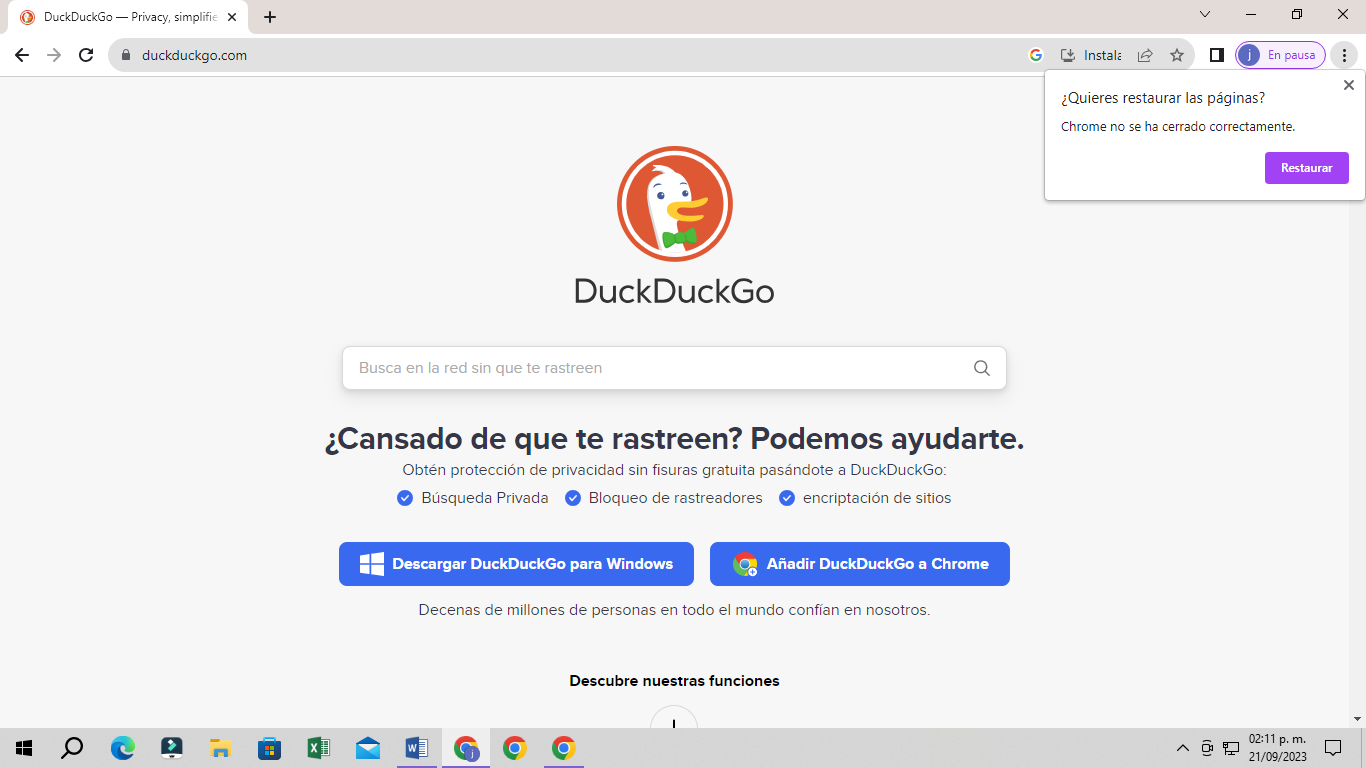 DuckDuckGo — Privacy, simplifie
duckduckgo.com
Instala
j
En pausa
¿Quieres restaurar las páginas?
Chrome no se ha cerrado correctamente.
Restaurar
DuckDuckGo
Busca en la red sin que te rastreen
¿Cansado de que te rastreen? Podemos ayudarte.
Obtén protección de privacidad sin fisuras gratuita pasándote a DuckDuckGo:
Búsqueda Privada Bloqueo de rastreadores encriptación de sitios
Descargar DuckDuckGo para Windows Añadir DuckDuckGo a Chrome
Decenas de millones de personas en todo el mundo confían en nosotros.
Descubre nuestras funciones
j
02:11 p. m.
21/09/2023